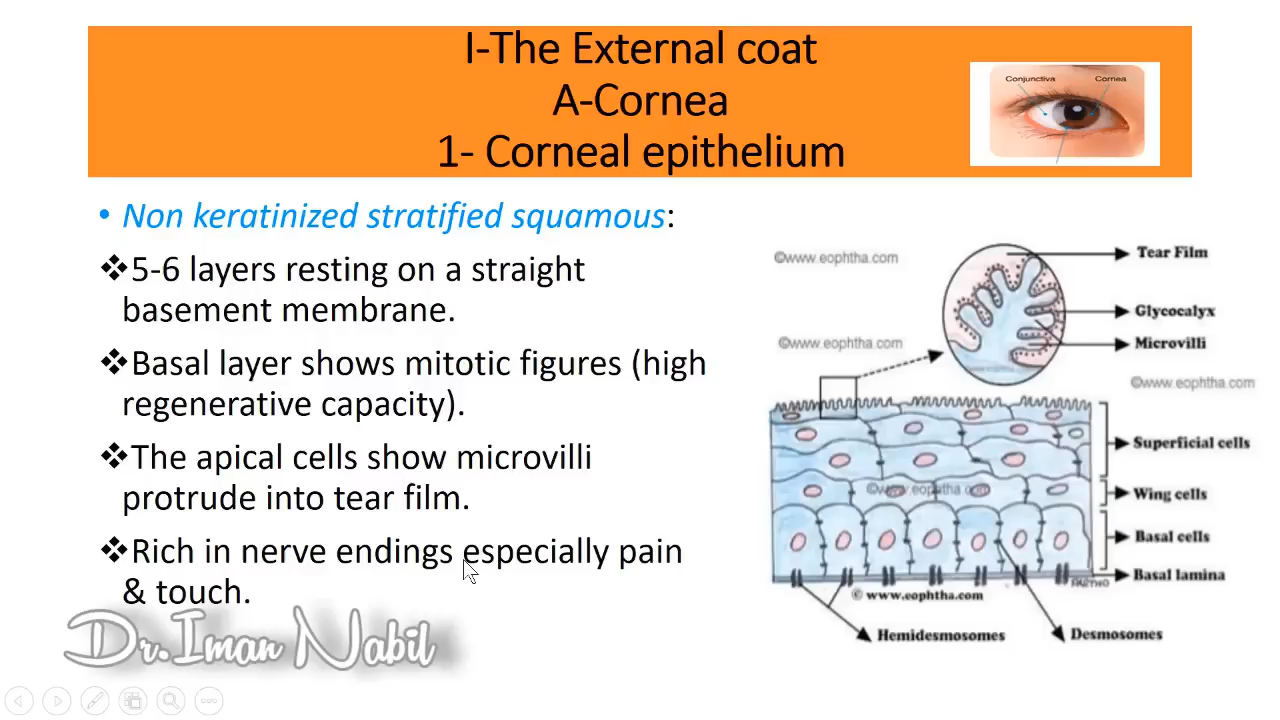 I-The External coat
A-Cornea
1- Corneal epithelium
Conjunctiva
Cornea
• Non keratinized stratified squamous:
❖5-6 layers resting on a straight
basement membrane.
❖Basal layer shows mitotic figures (high
regenerative capacity).
❖The apical cells show microvilli
protrude into tear film.
❖Rich in nerve endings especially pain
& touch.
©www.eophtha.com
Tear Film
Glycocalyx
©www.eophtha.com
Microvilli
©www.eophtha.com
Superficial cells
©www.eophtha.com
Wing cells
Basal cells
Basal lamina
© www.eophtha.com
Hemidesmosomes
Desmosomes
Dr.Iman Nabil